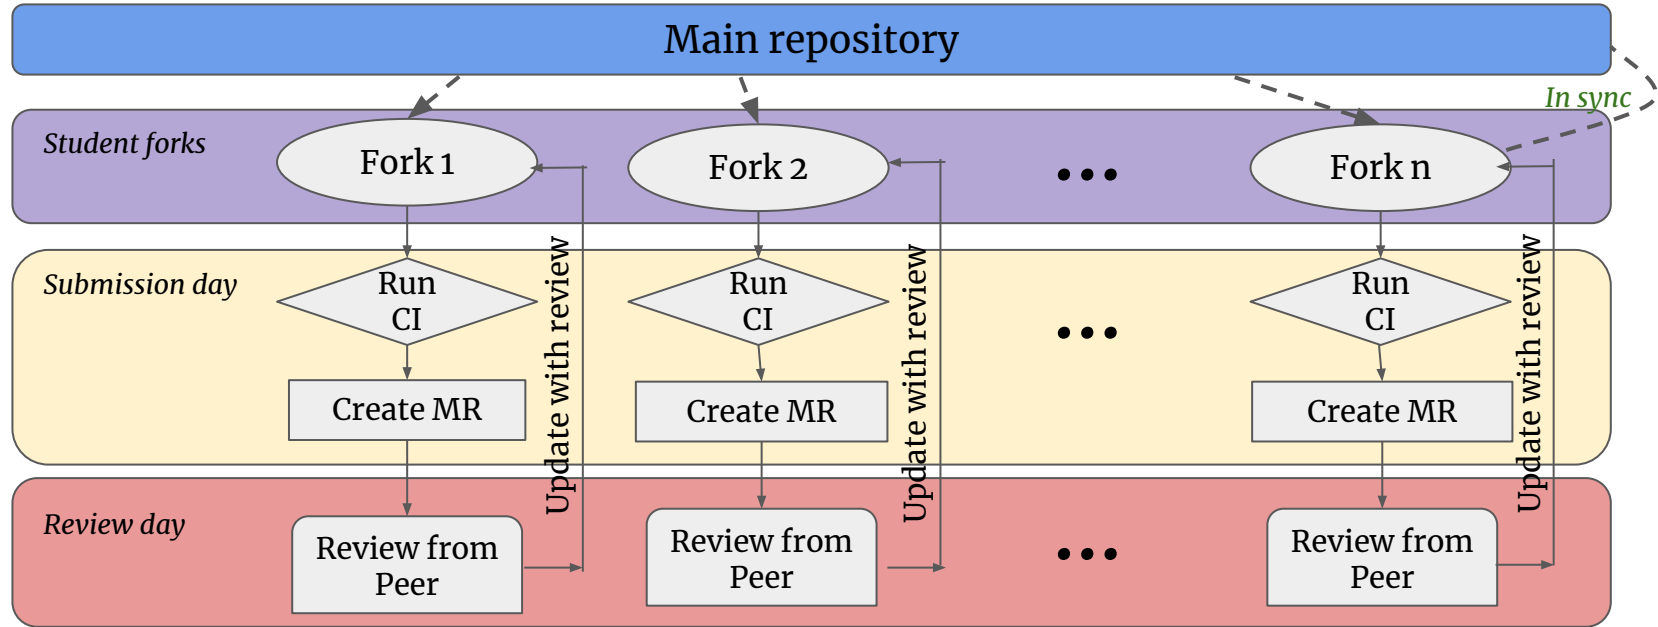 Main repository
In sync
Student forks
Fork 1
Fork 2
...
Fork n
Submission day
Run
CI
Run
CI
...
Run
CI
Update with review
Update with review
Update with review
Create MR
Create MR
Create MR
Review day
Review from
Peer
Review from
Peer
...
Review from
Peer